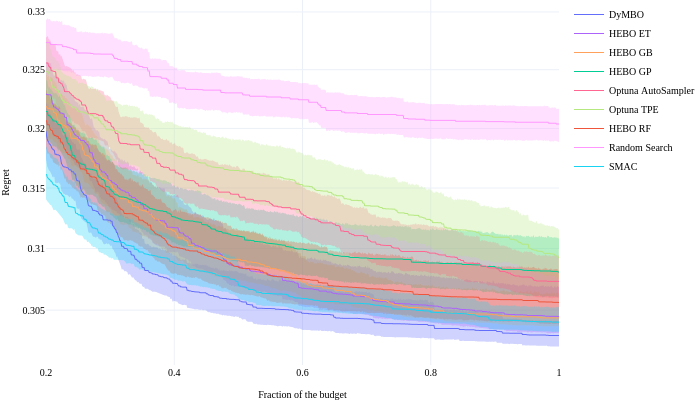 0.33
0.325
0.32
0.315
0.31
0.305
Regret
0.2
0.4
0.6
0.8
1
Fraction of the budget
DyMBO
HEBO ET
HEBO GB
HEBO GP
Optuna AutoSampler
Optuna TPE
HEBO RF
Random Search
SMAC